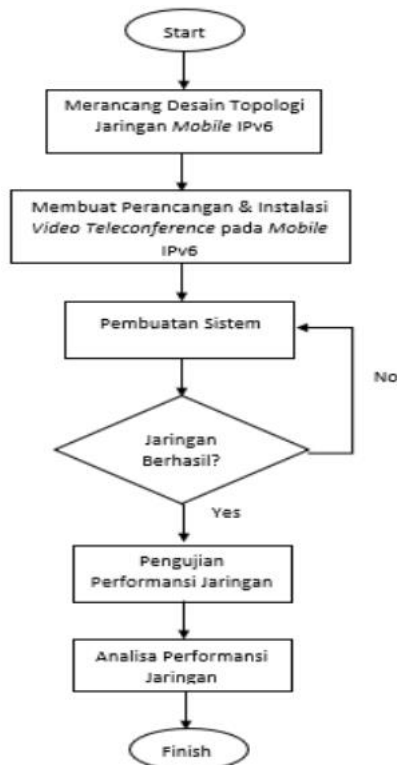 Start
Merancang Desain Topologi
Jaringan Mobile IPv6
Membuat Perancangan & Instalasi
Video Teleconference pada Mobile
IPv6
Pembuatan Sistem
No
Jaringan
Berhasil?
Yes
Pengujian
Performansi Jaringan
Analisa Performansi
Jaringan
Finish